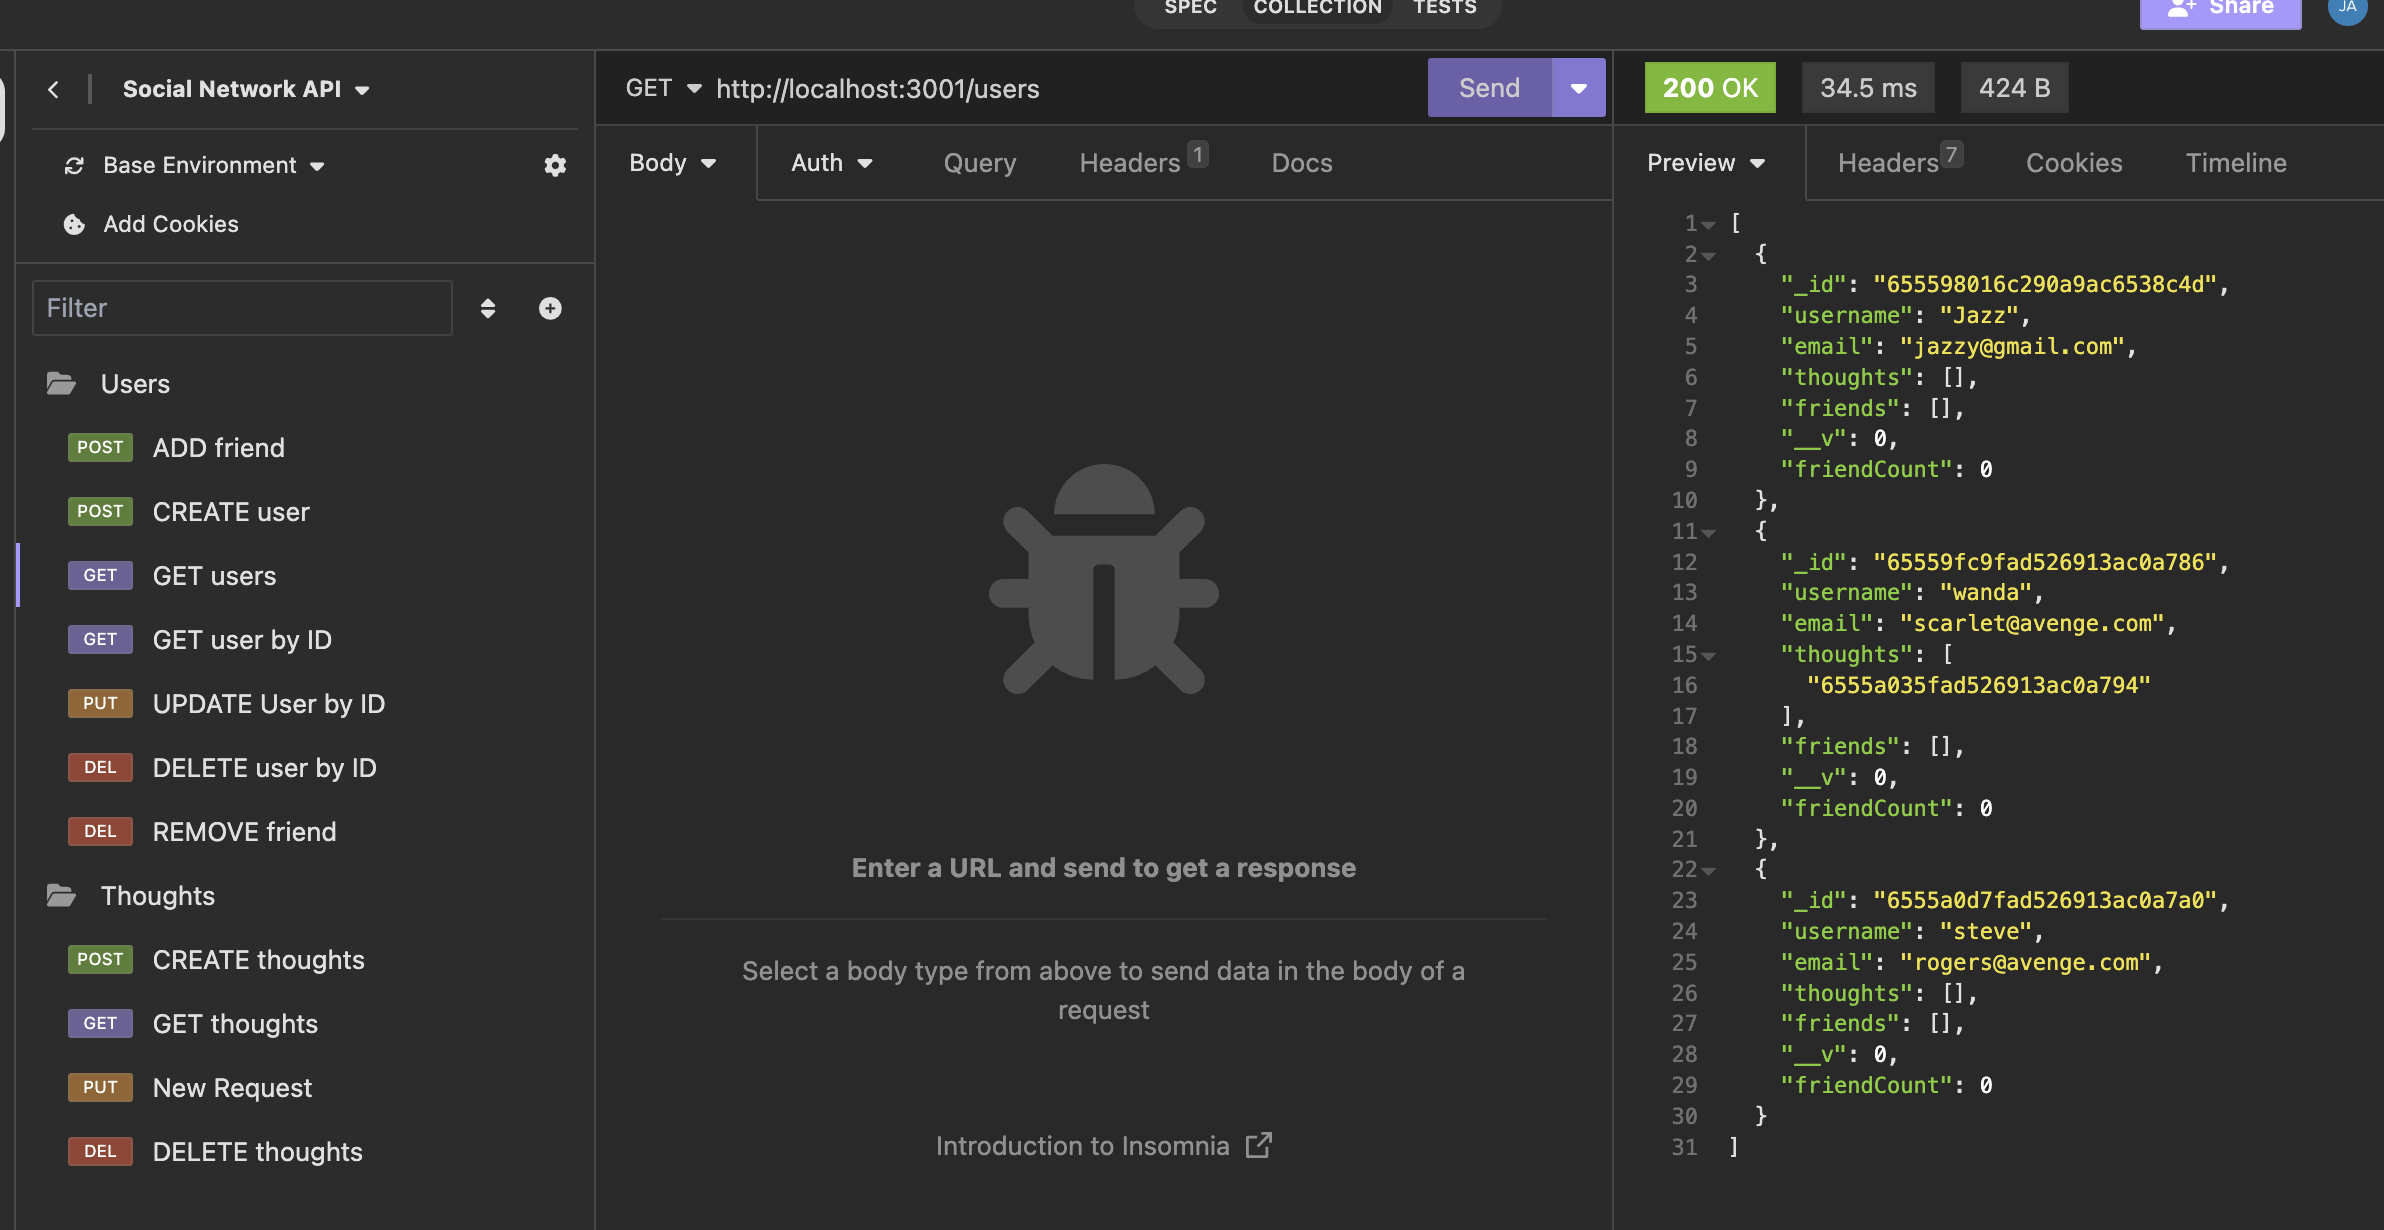 SPEC COLLECTION TESTS
Share JA
Social Network API
Base Environment
Add Cookies
Filter
Users
POST ADD friend
POST CREATE user
GET GET users
GET GET user by ID
PUT UPDATE User by ID
DEL DELETE user by ID
DEL REMOVE friend
Thoughts
POST CREATE thoughts
GET GET thoughts
PUT New Request
DEL DELETE thoughts
GET http://localhost:3001/users Send
Body Auth Query Headers 1 Docs
Enter a URL and send to get a response
Select a body type from above to send data in the body of a
request
Introduction to Insomnia
200 OK 34.5 ms 424 B
Preview Headers 7 Cookies Timeline
1 [
2 {
3 "_id": "655598016c290a9ac6538c4d",
4 "username": "Jazz",
5 "email": "jazzy@gmail.com",
6 "thoughts": [],
7 "friends": [],
8 "__v": 0,
9 "friendCount": 0
10 },
11 {
12 "_id": "65559fc9fad526913ac0a786",
13 "username": "wanda",
14 "email": "scarlet@avenge.com",
15 "thoughts": [
16 "6555a035fad526913ac0a794"
17 ],
18 "friends": [],
19 "__v": 0,
20 "friendCount": 0
21 },
22 {
23 "_id": "6555a0d7fad526913ac0a7a0",
24 "username": "steve",
25 "email": "rogers@avenge.com",
26 "thoughts": [],
27 "friends": [],
28 "__v": 0,
29 "friendCount": 0
30 }
31 ]